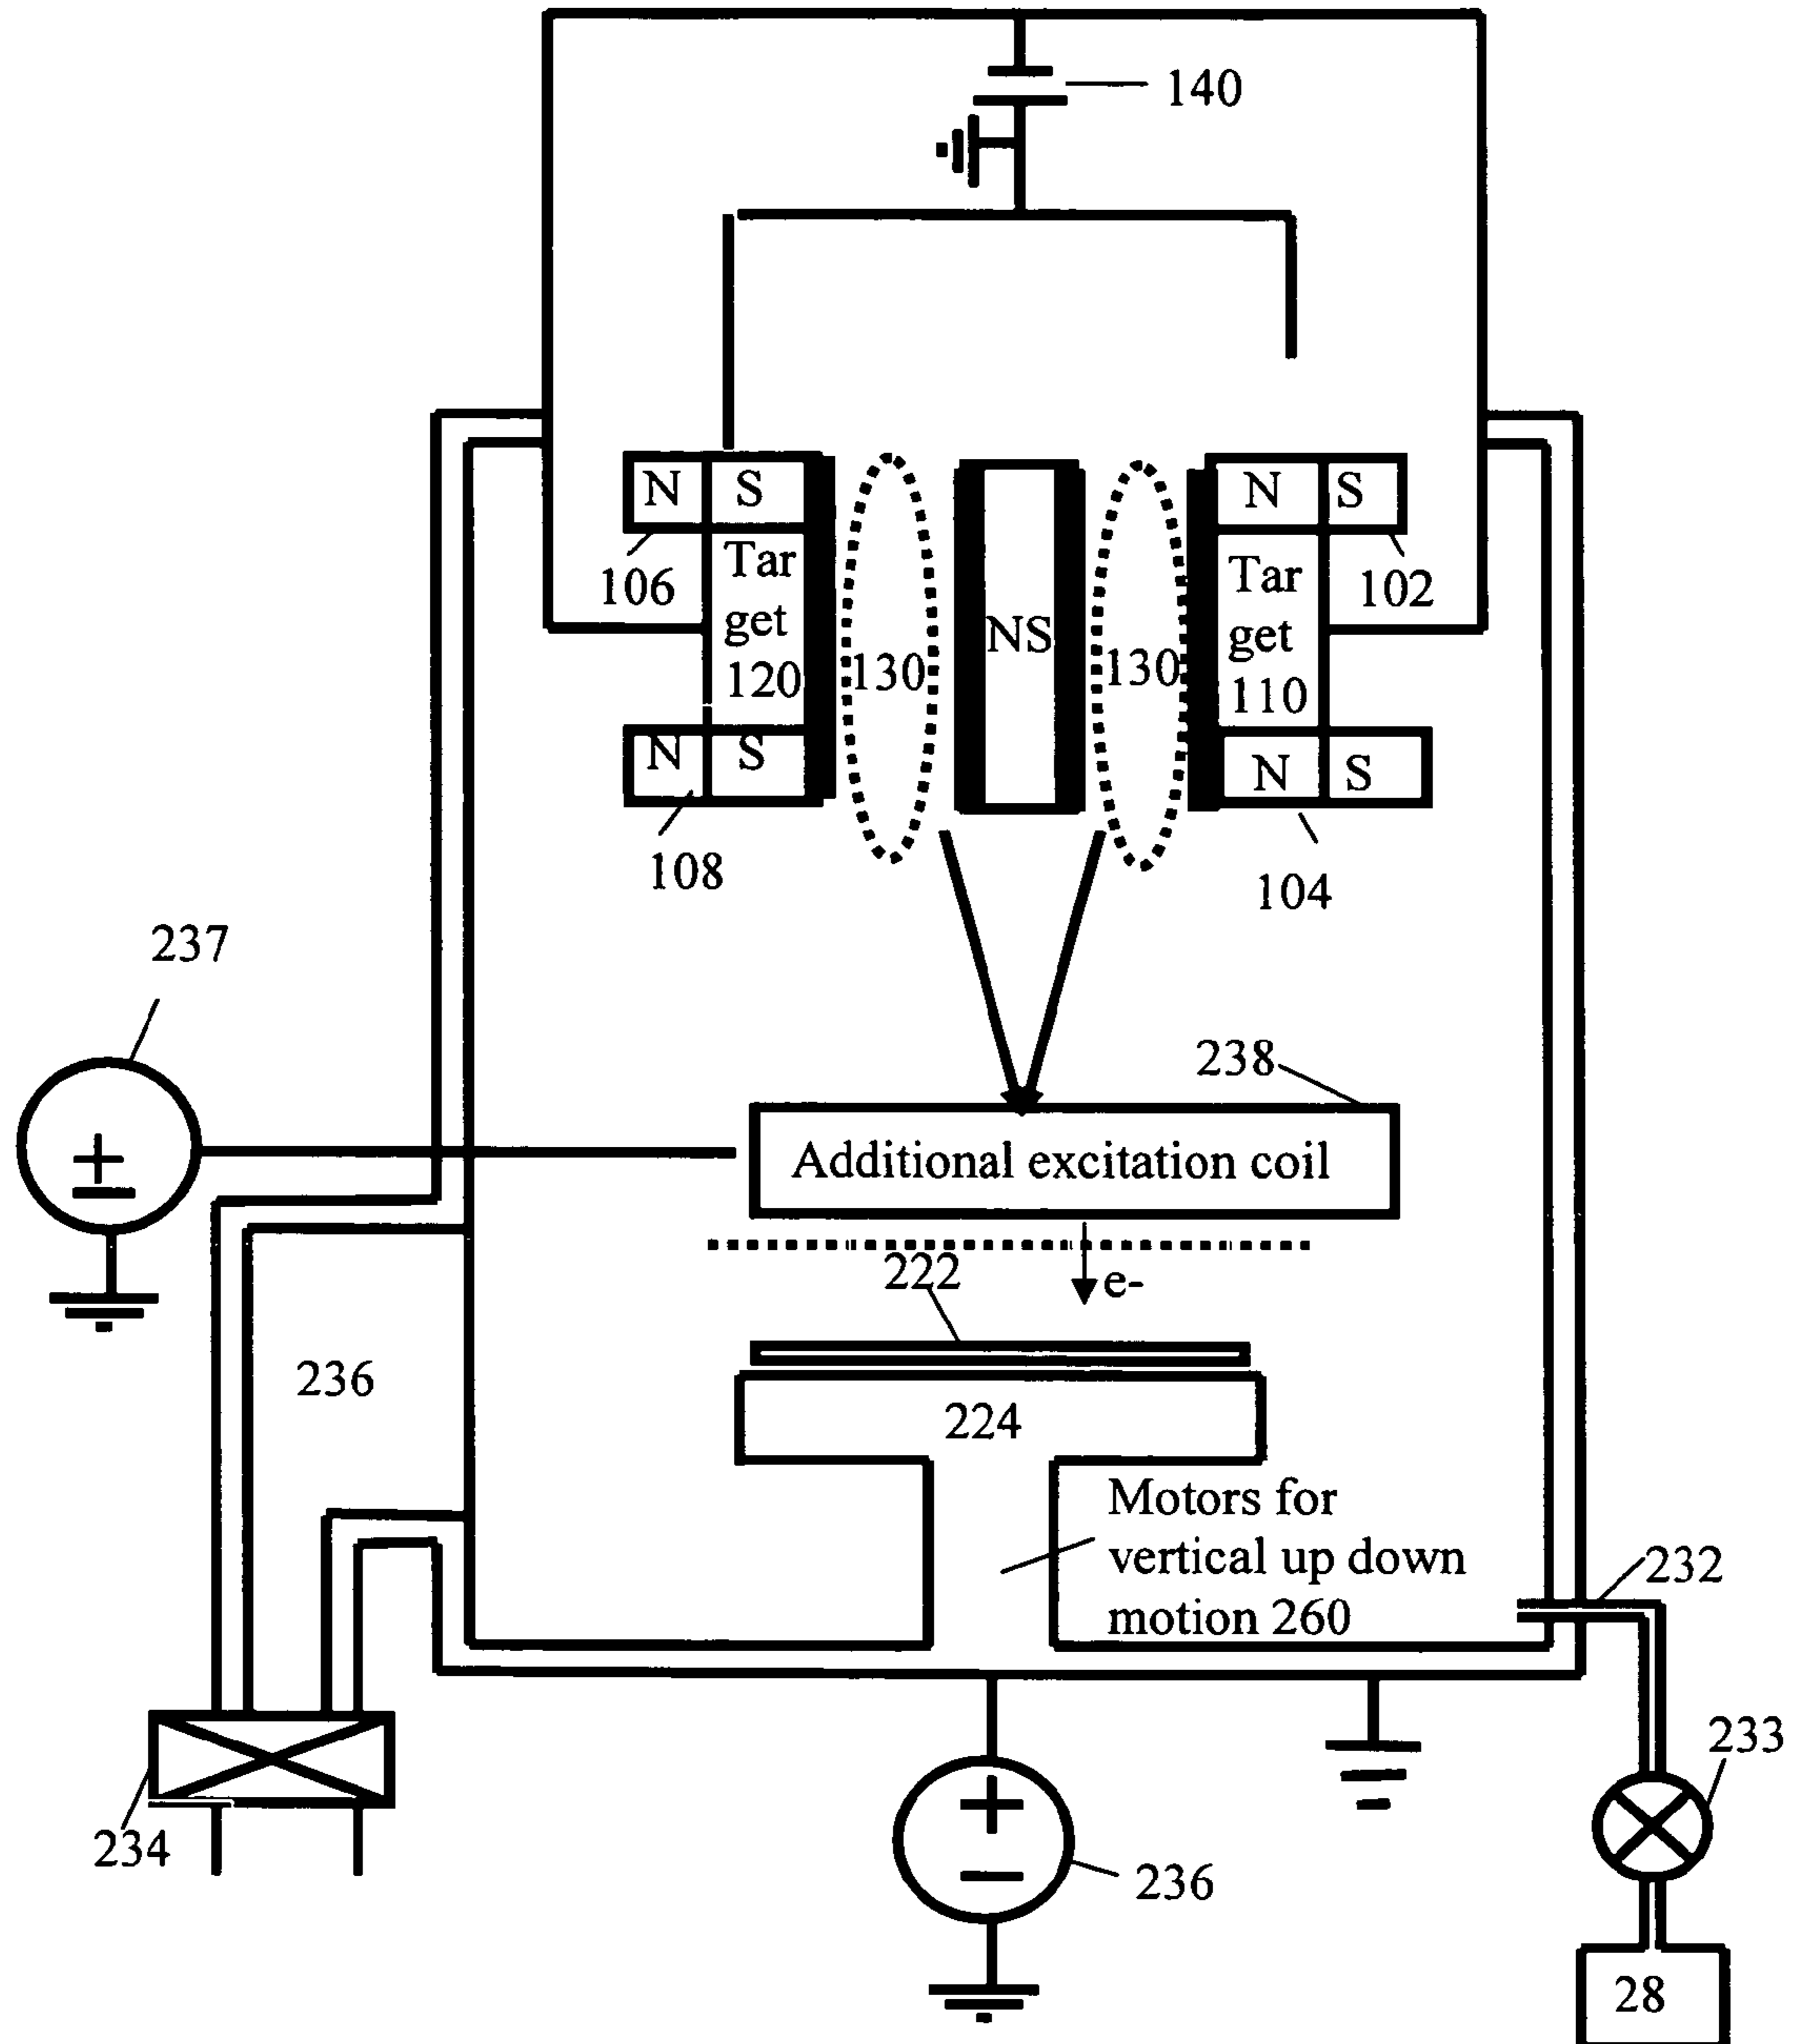 140
N S
N S
Tar
get
120
106
Tar
get
110
102
130
NS
130
N S
N S
108
104
237
238
Additional excitation coil
222
e-
236
224
Motors for
vertical up down
motion 260
232
233
234
236
28